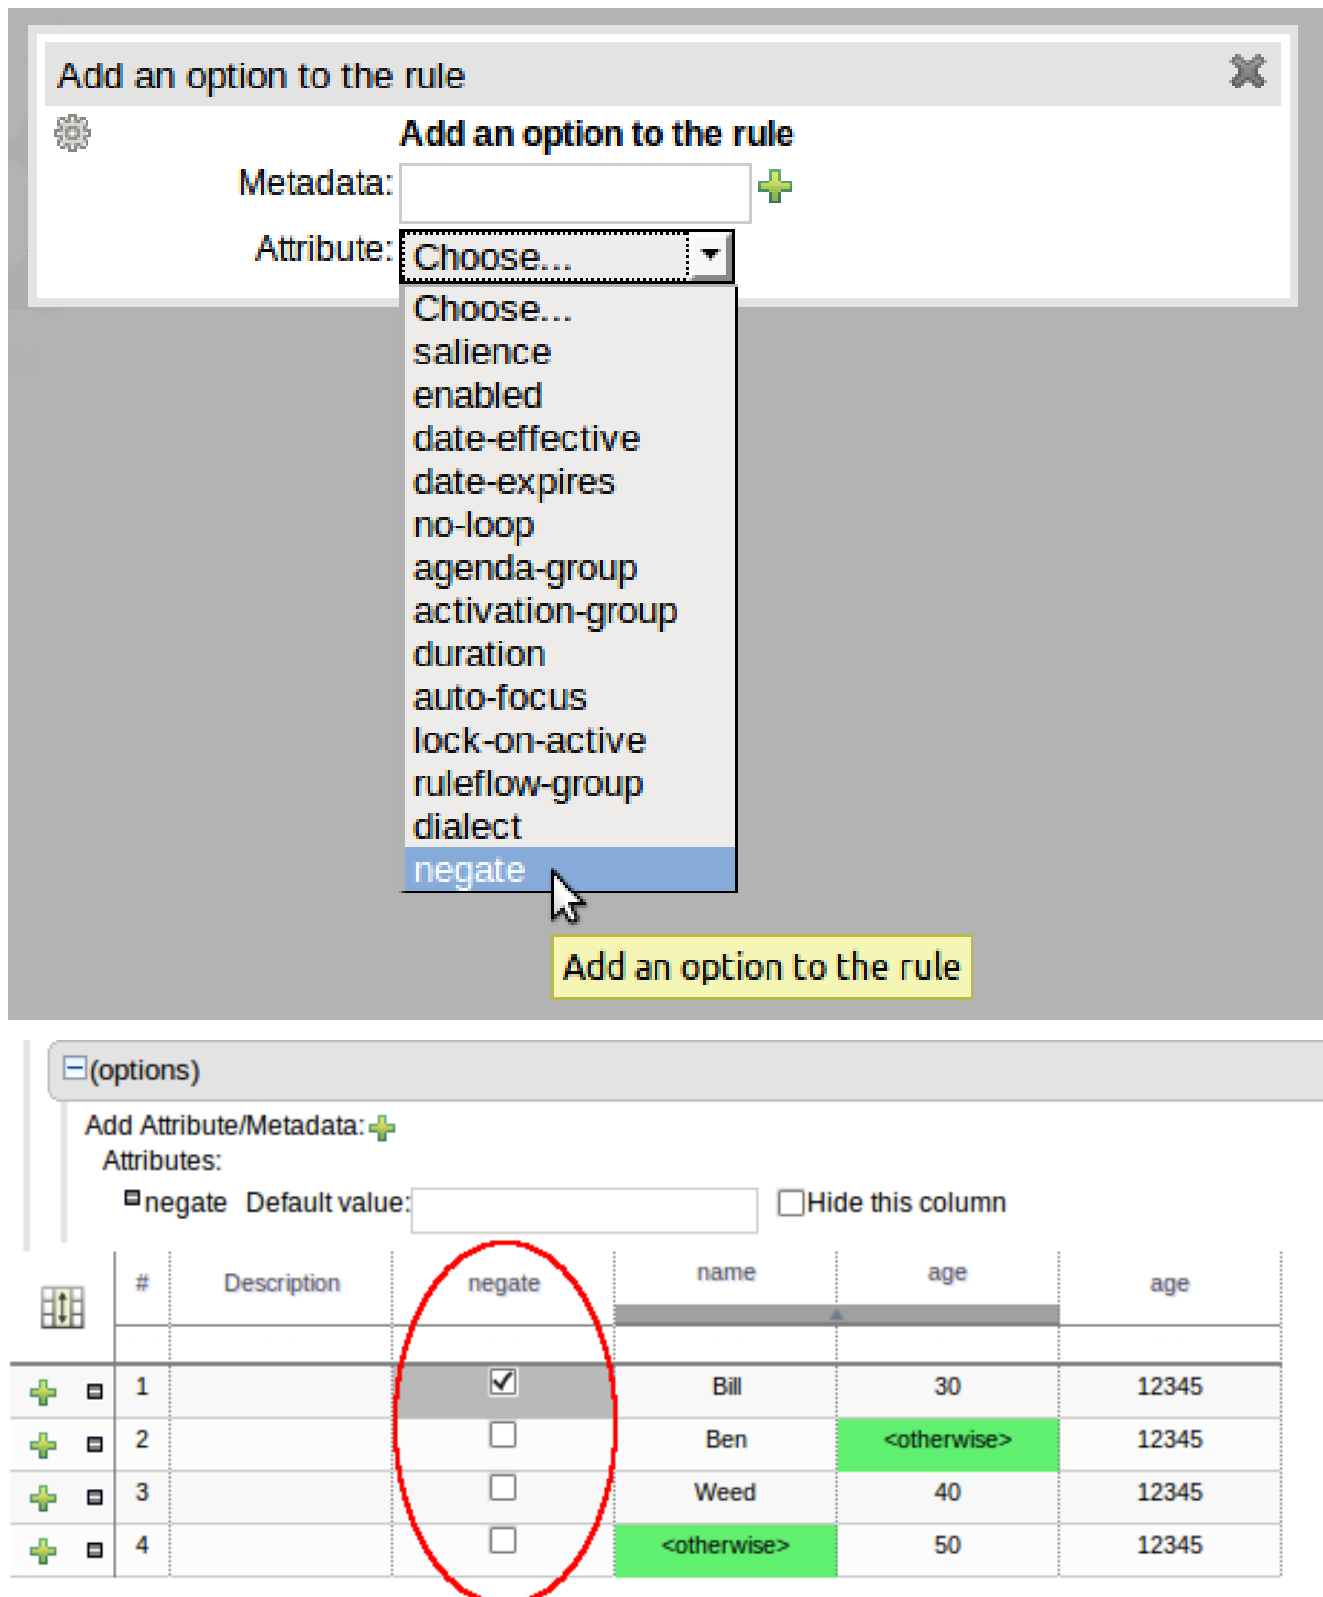 Add an option to the rule
Add an option to the rule
Metadata:
Attribute: Choose...
Choose...
salience
enabled
date-effective
date-expires
no-loop
agenda-group
activation-group
duration
auto-focus
lock-on-active
ruleflow-group
dialect
negate
Add an option to the rule
(options)
Add Attribute/Metadata:
Attributes:
negate Default value: Hide this column
# Description negate name age age
1 Bill 30 12345
2 Ben <otherwise> 12345
3 Weed 40 12345
4 <otherwise> 50 12345